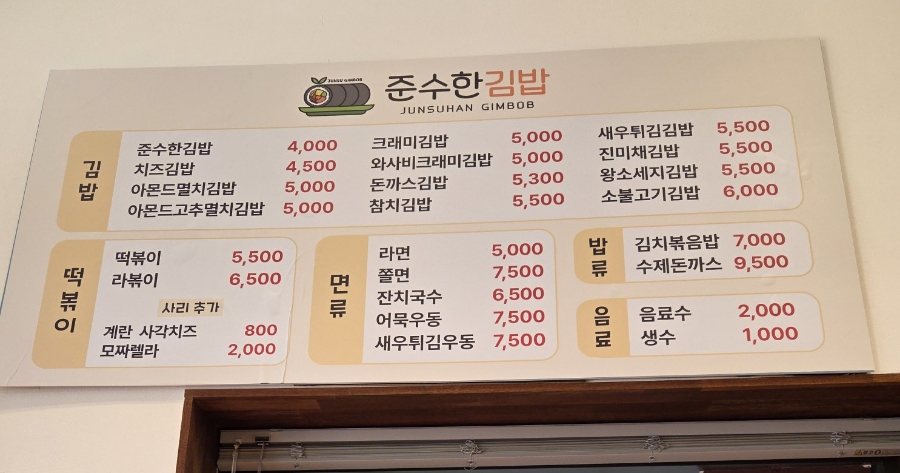 JUNSU GIMBOB
준수한김밥
JUNSUHAN GIMBOB
김밥
준수한김밥 4,000
치즈김밥 4,500
아몬드멸치김밥 5,000
아몬드고추멸치김밥 5,000
크래미김밥 5,000
와사비크래미김밥 5,000
돈까스김밥 5,300
참치김밥 5,500
새우튀김김밥 5,500
진미채김밥 5,500
왕소세지김밥 5,500
소불고기김밥 6,000
떡볶이
떡볶이 5,500
라볶이 6,500
사리 추가
계란 사각치즈 800
모짜렐라 2,000
면류
라면 5,000
쫄면 7,500
잔치국수 6,500
어묵우동 7,500
새우튀김우동 7,500
밥류
김치볶음밥 7,000
수제돈까스 9,500
음료
음료수 2,000
생수 1,000